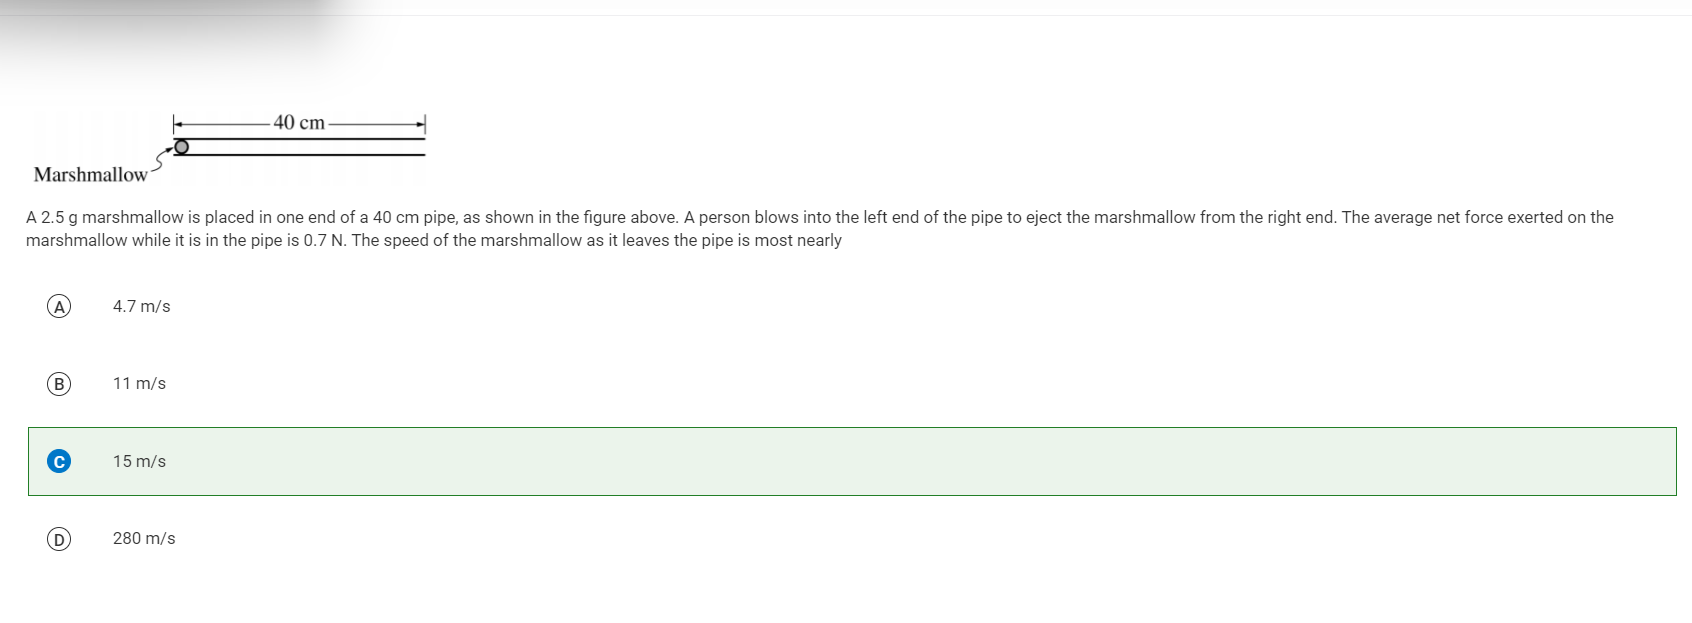 40 cm
Marshmallow
A 2.5 g marshmallow is placed in one end of a 40 cm pipe, as shown in the figure above. A person blows into the left end of the pipe to eject the marshmallow from the right end. The average net force exerted on the
marshmallow while it is in the pipe is 0.7 N. The speed of the marshmallow as it leaves the pipe is most nearly
A 4.7 m/s
B 11 m/s
C 15 m/s
D 280 m/s